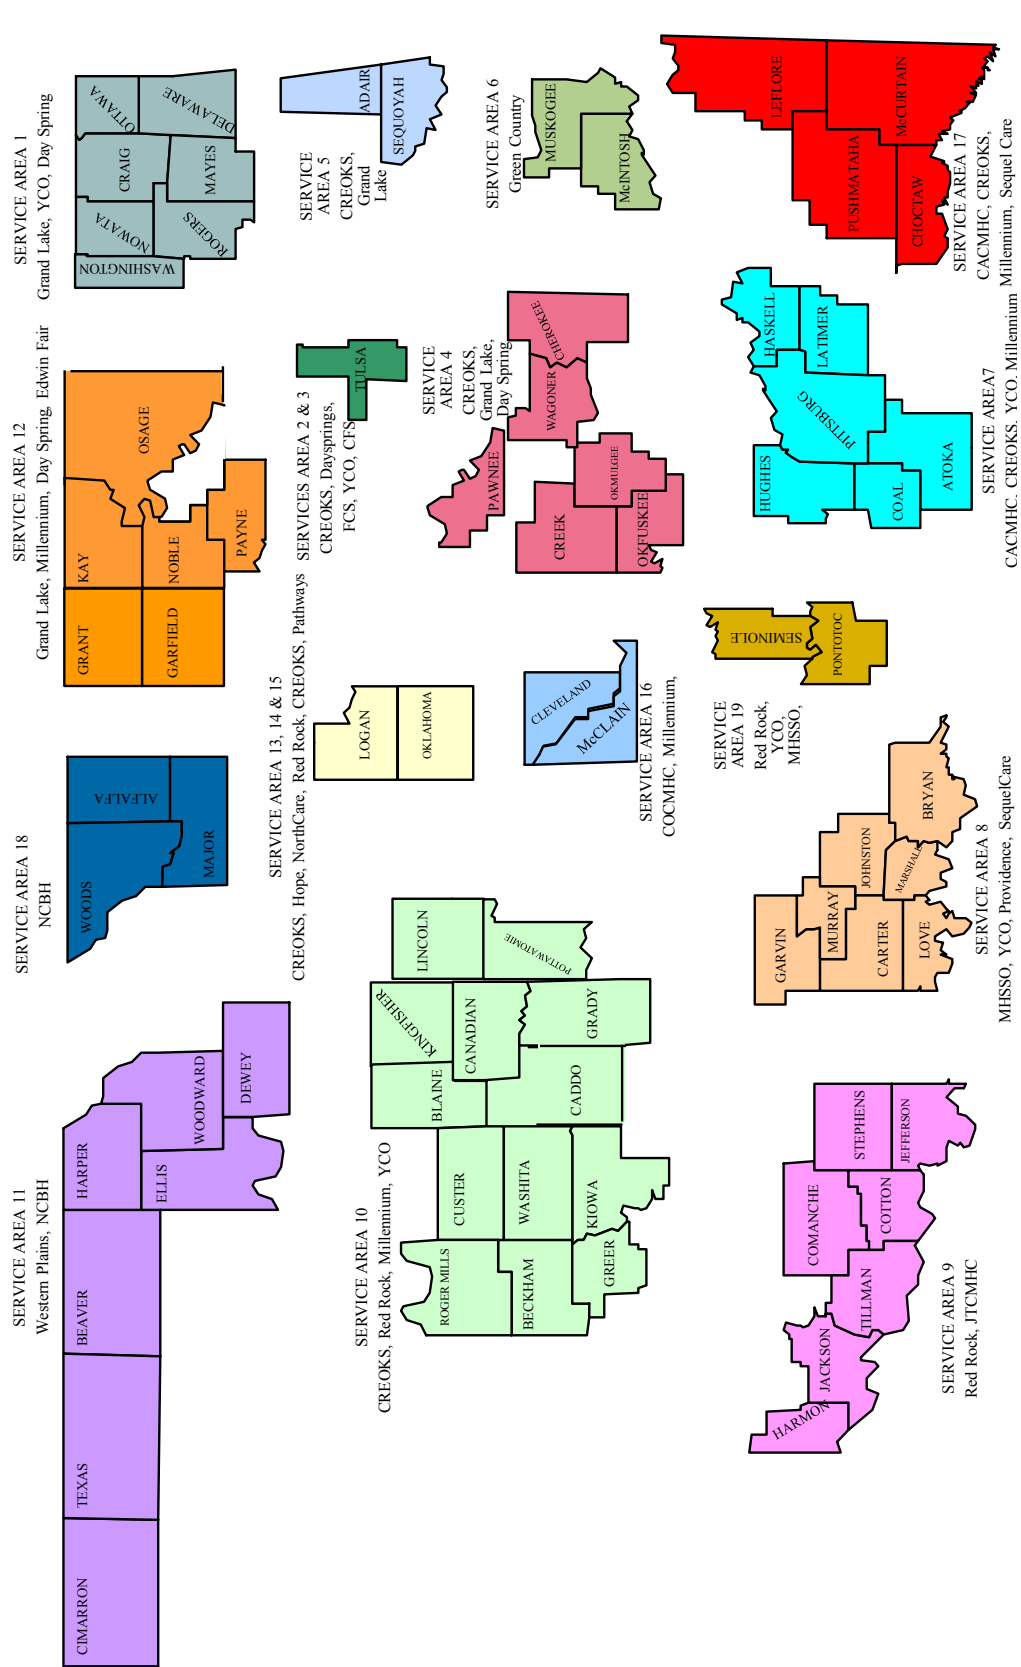 SERVICE AREA 11
Western Plains, NCBH
CIMARRON
TEXAS
BEAVER
HARPER
ELLIS
WOODWARD
DEWEY
SERVICE AREA 18
NCBH
WOODS
ALFALFA
MAJOR
SERVICE AREA 12
Grand Lake, Millennium, Day Spring, Edwin Fair
GRANT
KAY
OSAGE
GARFIELD
NOBLE
PAYNE
SERVICE AREA 1
Grand Lake, YCO, Day Spring
WASHINGTON
NOWATA
CRAIG
OTTAWA
ROGERS
MAYES
DELAWARE
SERVICE AREA 13, 14 & 15
CREOKS, Hope, NorthCare, Red Rock, CREOKS, Pathways
LOGAN
OKLAHOMA
SERVICES AREA 2 & 3
CREOKS, Daysprings,
FCS, YCO, CFS
TULSA
SERVICE
AREA 5
CREOKS,
Grand
Lake
ADAIR
SEQUOYAH
SERVICE AREA 10
CREOKS, Red Rock, Millennium, YCO
ROGER MILLS
CUSTER
BLAINE
KINGFISHER
LINCOLN
BECKHAM
WASHITA
CANADIAN
POTTAWATOMIE
GREER
KIOWA
CADDO
GRADY
SERVICE
AREA 4
CREOKS,
Grand Lake,
Day Spring
PAWNEE
WAGONER
CHEROKEE
CREEK
OKMULGEE
OKFUSKEE
SERVICE AREA 6
Green Country
MUSKOGEE
McINTOSH
CLEVELAND
McCLAIN
SERVICE AREA 16
COCMHC, Millennium,
SERVICE
AREA 19
Red Rock,
YCO,
MHSSO,
SEMINOLE
PONTOTOC
HUGHES
PITTSBURG
HASKELL
LATIMER
COAL
ATOKA
SERVICE AREA7
CACMHC, CREOKS, YCO, Millennium
LEFLORE
PUSHMATAHA
McCURTAIN
CHOCTAW
SERVICE AREA 17
CACMHC, CREOKS,
Millennium, Sequel Care
HARMON
JACKSON
TILLMAN
COMANCHE
COTTON
STEPHENS
JEFFERSON
SERVICE AREA 9
Red Rock, JTCMHC
GARVIN
MURRAY
CARTER
LOVE
JOHNSTON
MARSHALL
BRYAN
SERVICE AREA 8
MHSSO, YCO, Providence, SequelCare